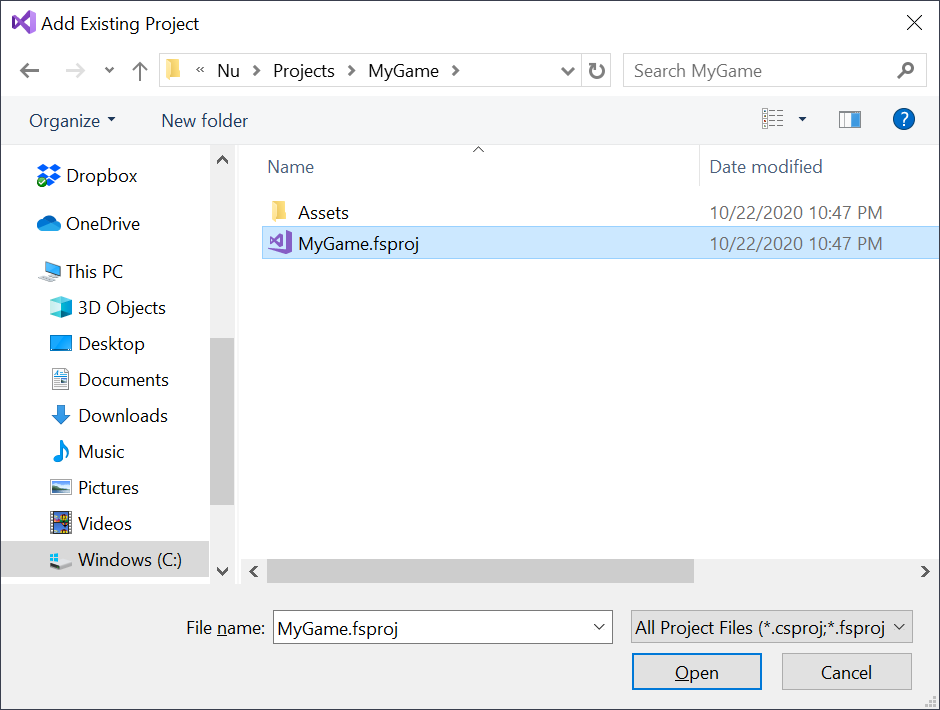 Add Existing Project
« Nu > Projects > MyGame >
Search MyGame
Organize
New folder
?
Name
Date modified
Dropbox
OneDrive
This PC
3D Objects
Desktop
Documents
Downloads
Music
Pictures
Videos
Windows (C:)
Assets 10/22/2020 10:47 PM
MyGame.fsproj 10/22/2020 10:47 PM
File name: MyGame.fsproj
All Project Files (*.csproj;*.fsproj
Open
Cancel